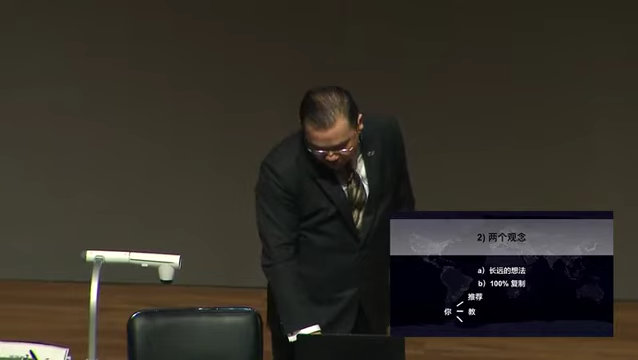 2) 两个观念
a) 长远的想法
b) 100% 复制
推荐
你 教